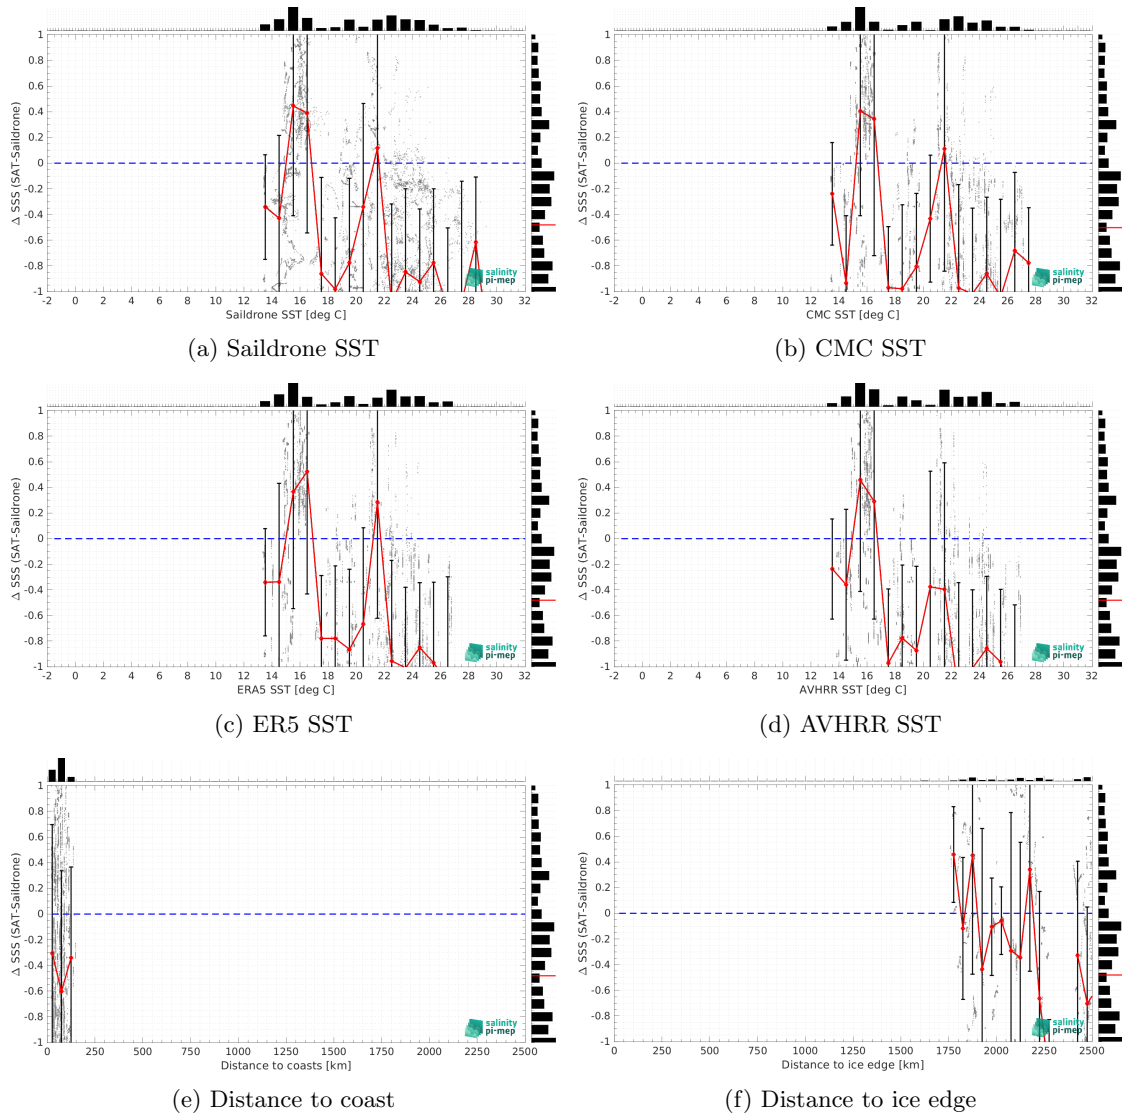 1
0.8
0.6
0.4
0.2
0
-0.2
-0.4
-0.6
-0.8
-1
Δ SSS (SAT-Saildrone)
-2 0 2 4 6 8 10 12 14 16 18 20 22 24 26 28 30 32
Saildrone SST [deg C]
salinity
pi-mep
(a) Saildrone SST
1
0.8
0.6
0.4
0.2
0
-0.2
-0.4
-0.6
-0.8
-1
Δ SSS (SAT-Saildrone)
-2 0 2 4 6 8 10 12 14 16 18 20 22 24 26 28 30 32
CMC SST [deg C]
salinity
pi-mep
(b) CMC SST
1
0.8
0.6
0.4
0.2
0
-0.2
-0.4
-0.6
-0.8
-1
Δ SSS (SAT-Saildrone)
-2 0 2 4 6 8 10 12 14 16 18 20 22 24 26 28 30 32
ERA5 SST [deg C]
salinity
pi-mep
(c) ER5 SST
1
0.8
0.6
0.4
0.2
0
-0.2
-0.4
-0.6
-0.8
-1
Δ SSS (SAT-Saildrone)
-2 0 2 4 6 8 10 12 14 16 18 20 22 24 26 28 30 32
AVHRR SST [deg C]
salinity
pi-mep
(d) AVHRR SST
1
0.8
0.6
0.4
0.2
0
-0.2
-0.4
-0.6
-0.8
-1
Δ SSS (SAT-Saildrone)
0 250 500 750 1000 1250 1500 1750 2000 2250 2500
Distance to coasts [km]
salinity
pi-mep
(e) Distance to coast
1
0.8
0.6
0.4
0.2
0
-0.2
-0.4
-0.6
-0.8
-1
Δ SSS (SAT-Saildrone)
0 250 500 750 1000 1250 1500 1750 2000 2250 2500
Distance to ice edge [km]
salinity
pi-mep
(f) Distance to ice edge